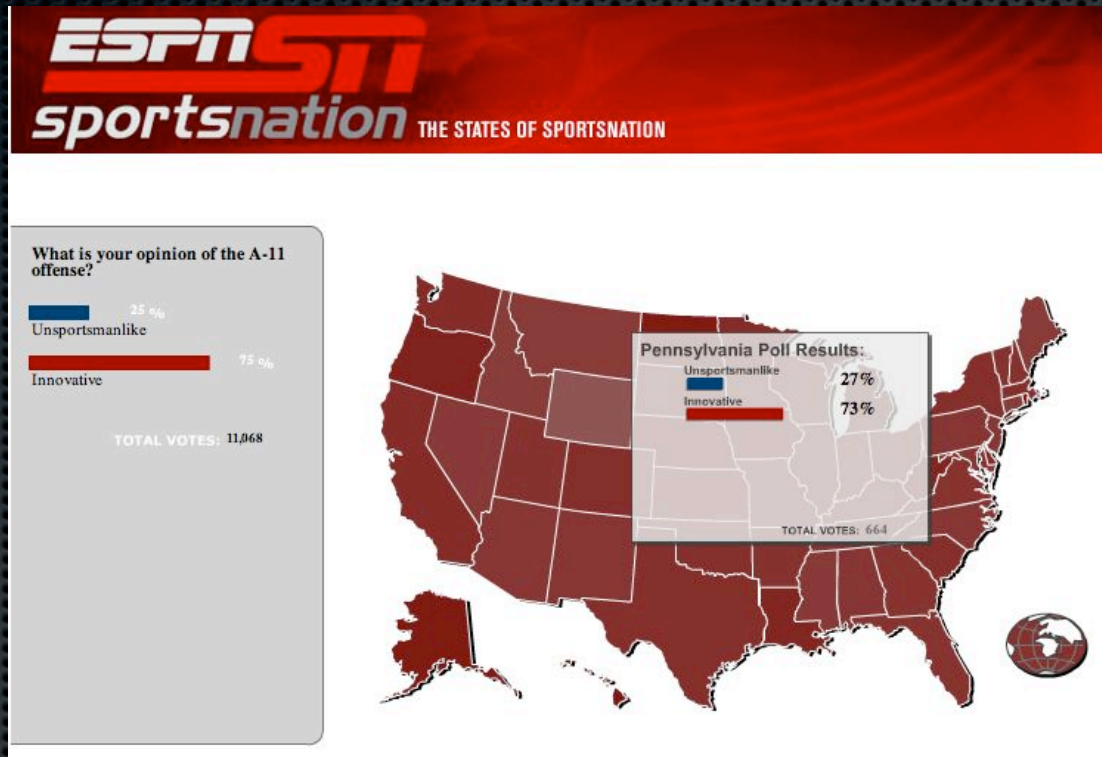 ESPN SN
sportsnation THE STATES OF SPORTSNATION
What is your opinion of the A-11
offense?
25 %
Unsportsmanlike
75 %
Innovative
TOTAL VOTES: 11,068
Pennsylvania Poll Results:
Unsportsmanlike
27%
Innovative
73%
TOTAL VOTES: 664